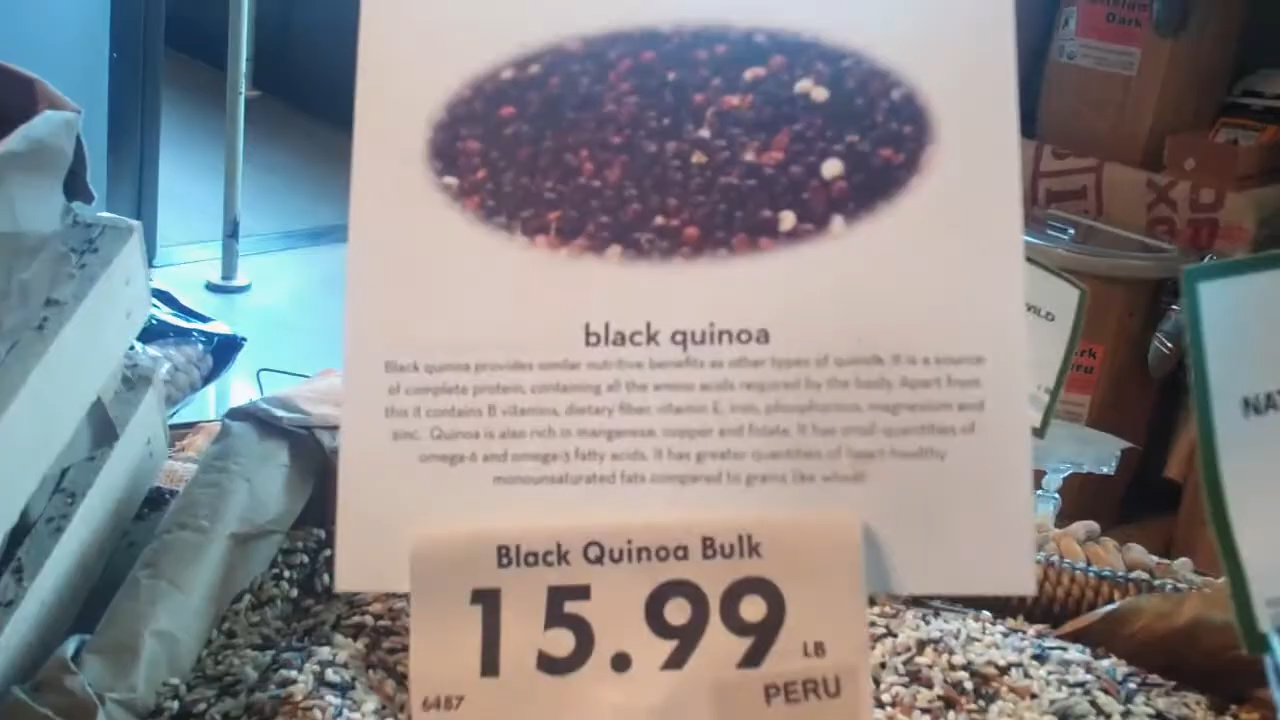 black quinoa
Black quinoa provides similar nutritive benefits as other types of quinoa. It is a source
of complete protein, containing all the amino acids required by the body. Apart from
this it contains B vitamins, dietary fiber, vitamin E, iron, phosphorus, magnesium and
zinc. Quinoa is also rich in manganese, copper and folate. It has small quantities of
omega-6 and omega-3 fatty acids. It has greater quantities of heart-healthy
monounsaturated fats compared to grains like wheat!
Black Quinoa Bulk
15.99
LB
6487
PERU
Dark
WILD
NAT